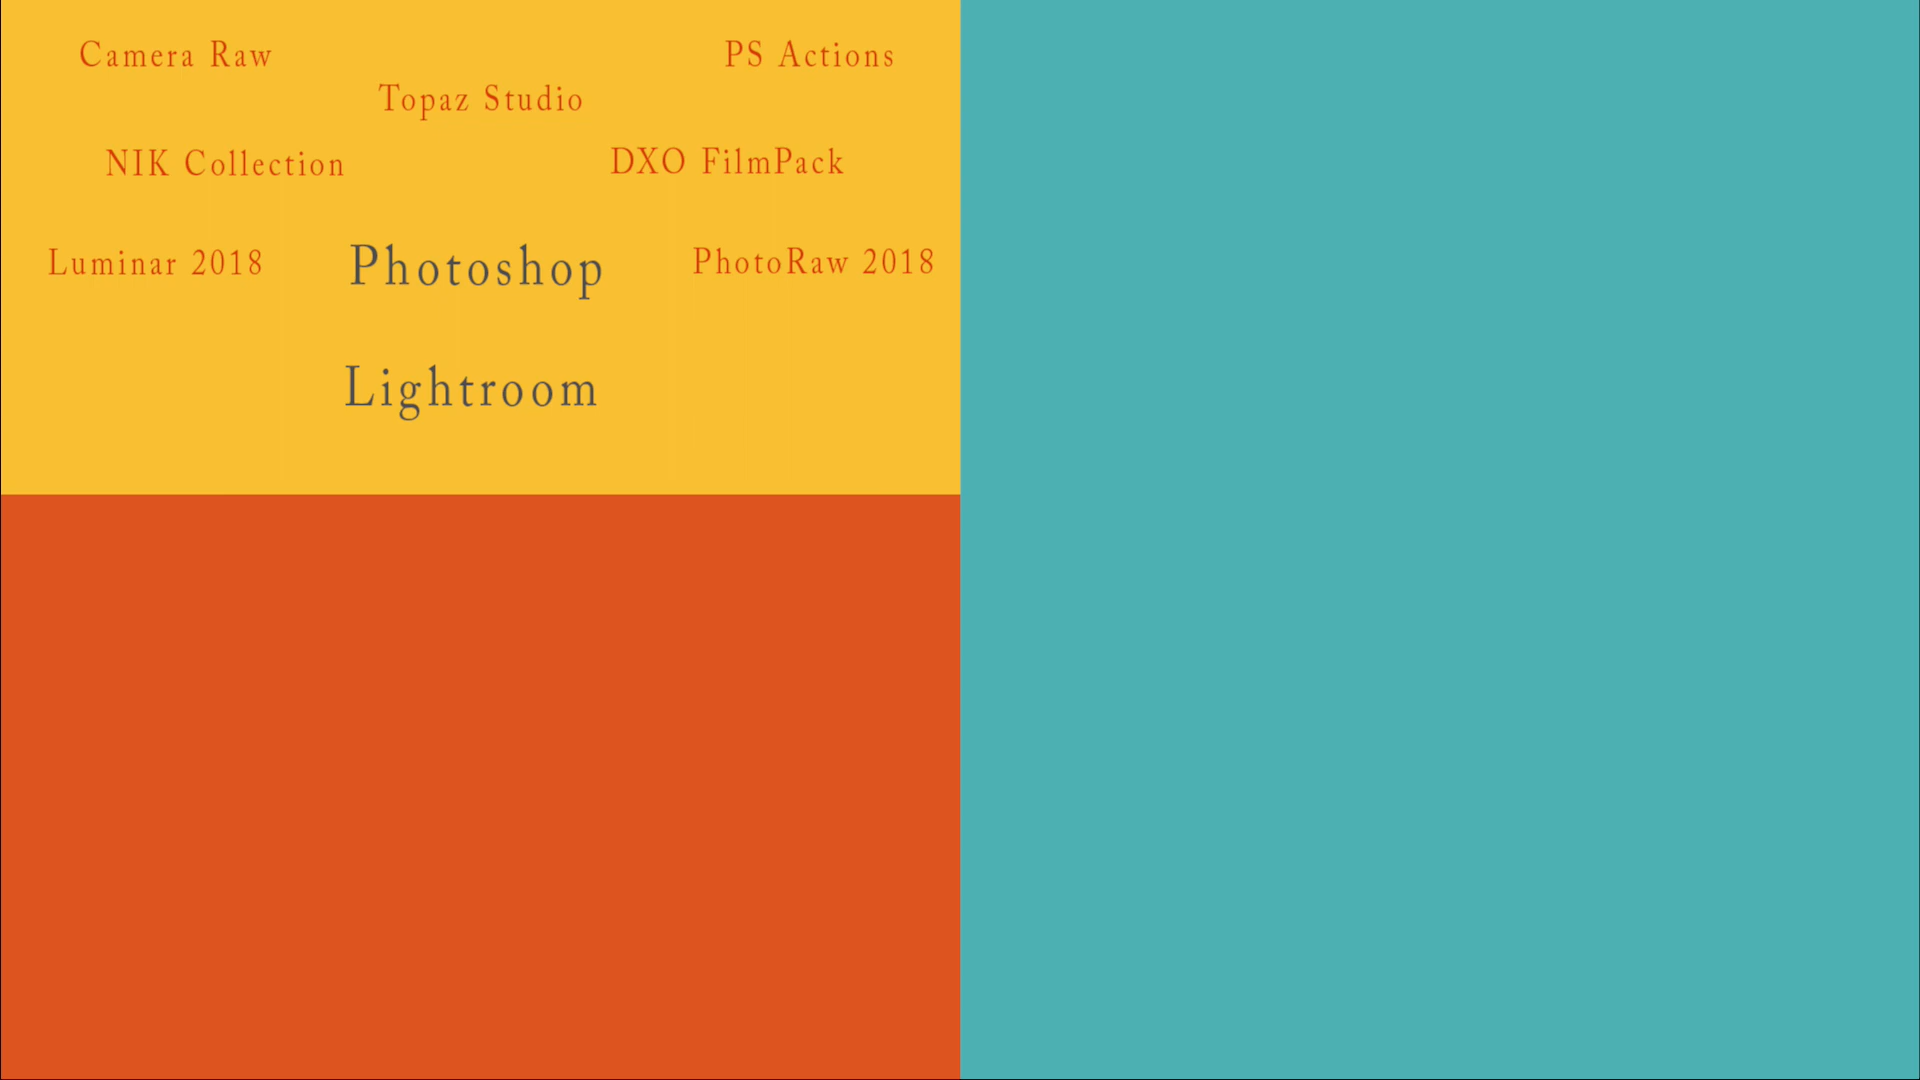 Camera Raw
PS Actions
Topaz Studio
NIK Collection
DXO FilmPack
Luminar 2018
Photoshop
PhotoRaw 2018
Lightroom